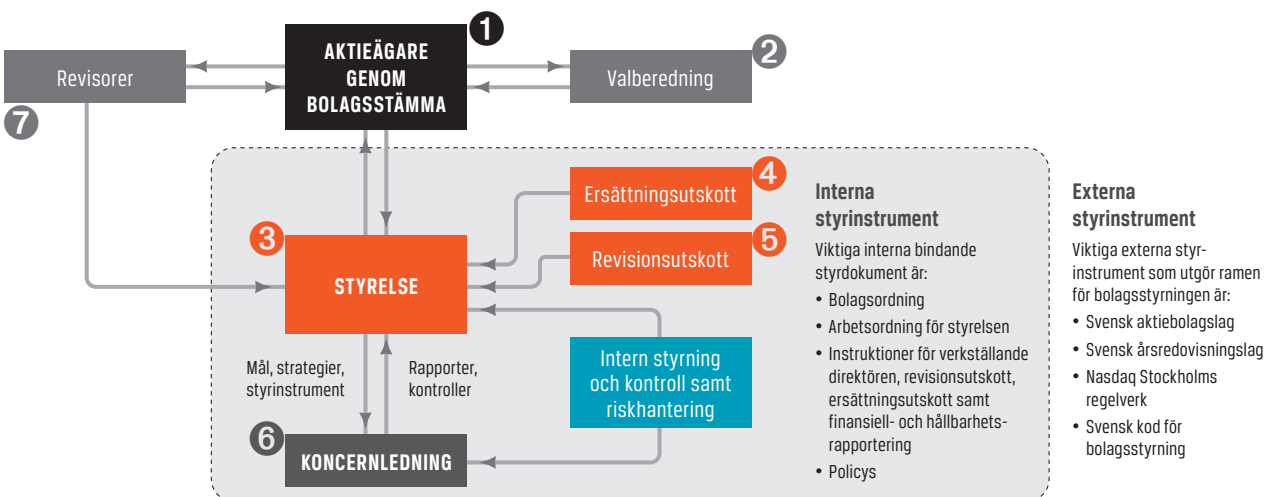 1
AKTIEÄGARE
GENOM
BOLAGSSTÄMMA
Revisorer
7
Valberedning
2
Ersättningsutskott
4
3
STYRELSE
Revisionsutskott
5
Mål, strategier,
styrinstrument
Rapporter,
kontroller
Intern styrning
och kontroll samt
riskhantering
6
KONCERNLEDNING
Interna
styrinstrument
Viktiga interna bindande
styrdokument är:
• Bolagsordning
• Arbetsordning för styrelsen
• Instruktioner för verkställande
direktören, revisionsutskott,
ersättningsutskott samt
finansiell- och hållbarhets-
rapportering
• Policys
Externa
styrinstrument
Viktiga externa styr-
instrument som utgör ramen
för bolagsstyrningen är:
• Svensk aktiebolagslag
• Svensk årsredovisningslag
• Nasdaq Stockholms
regelverk
• Svensk kod för
bolagsstyrning